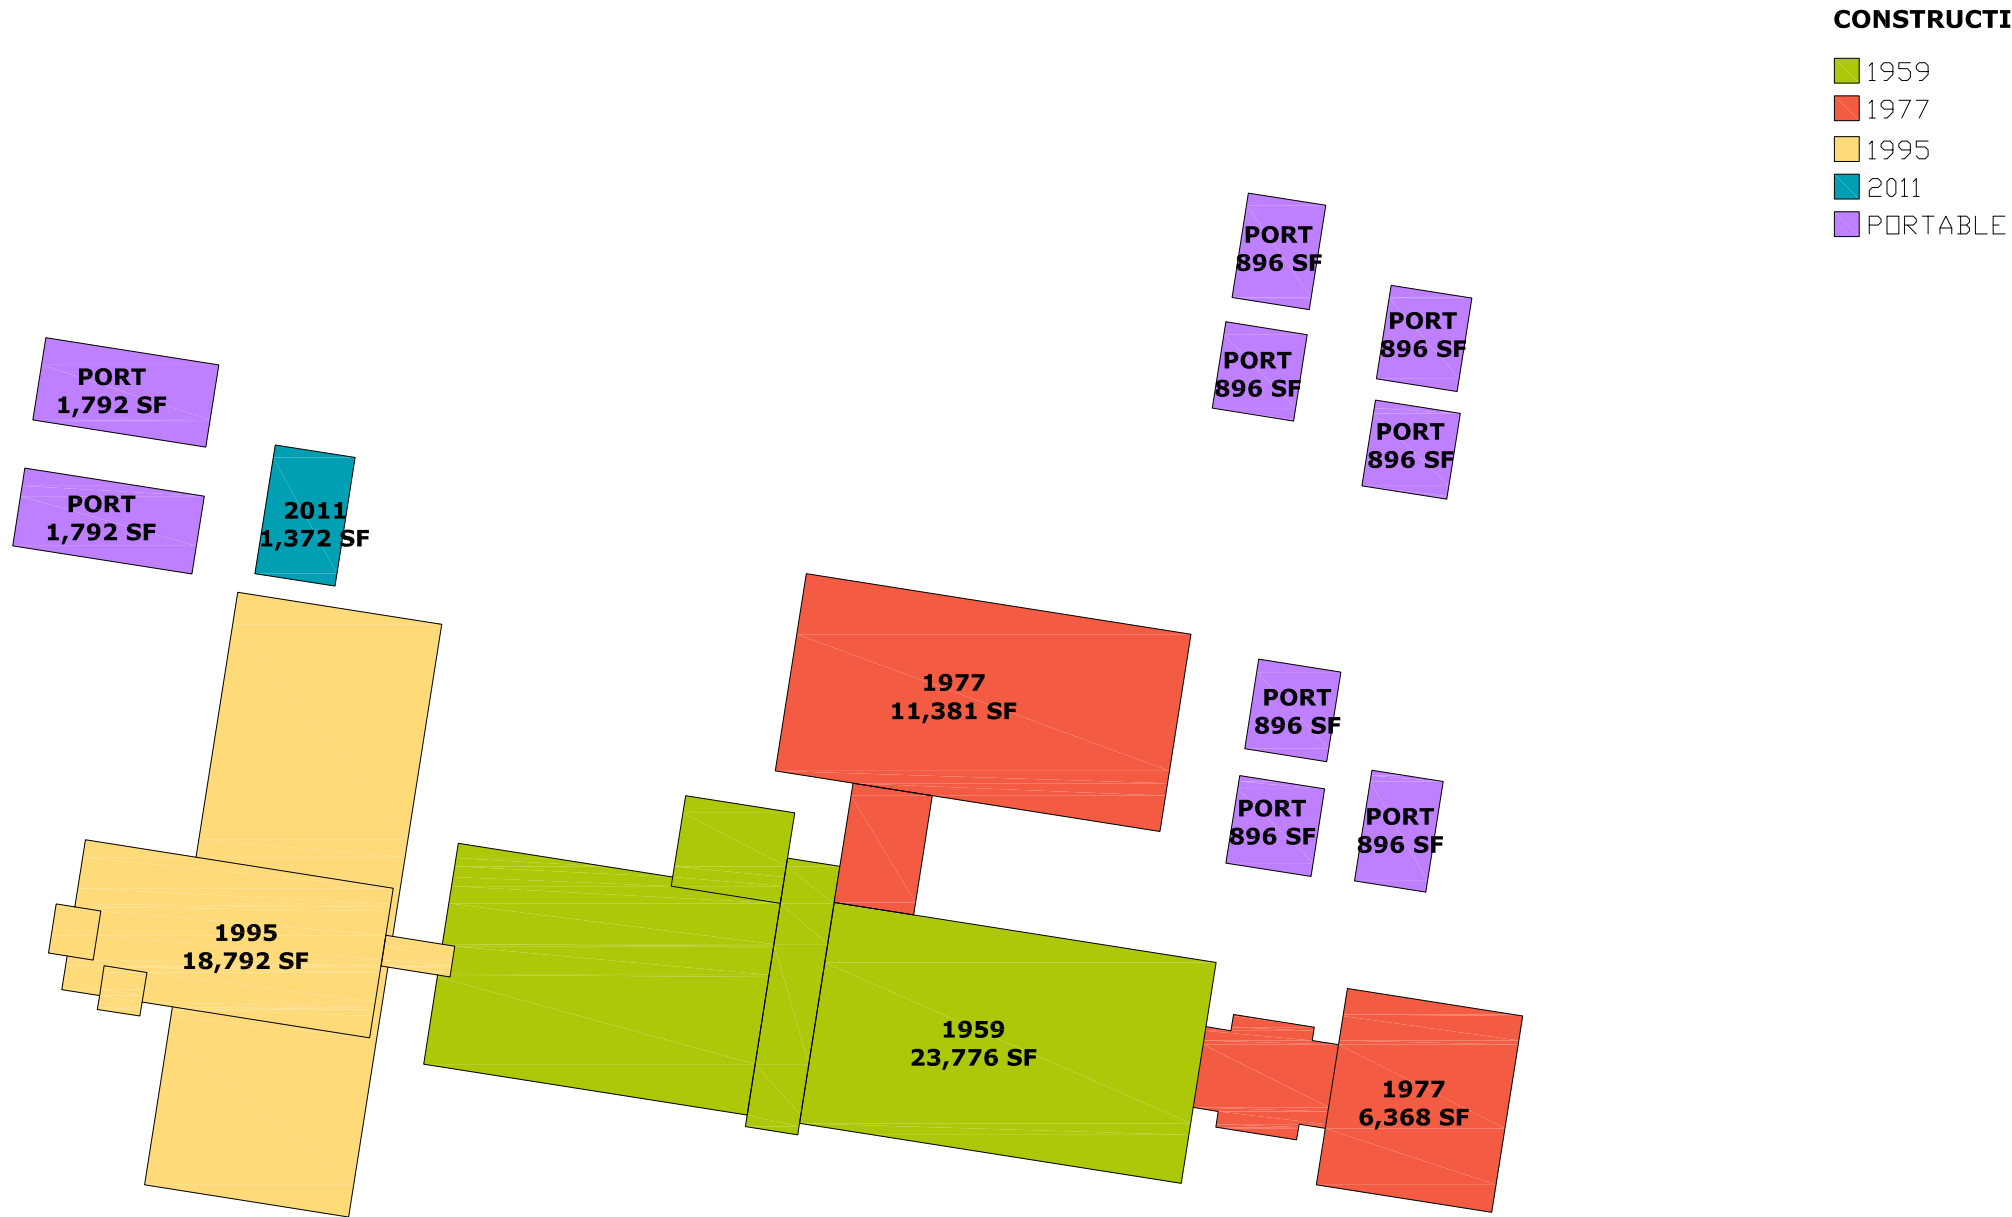 CONSTRUCTI
1959
1977
1995
2011
PORTABLE
PORT
896 SF
PORT
896 SF
PORT
896 SF
PORT
896 SF
PORT
1,792 SF
PORT
1,792 SF
2011
1,372 SF
1977
11,381 SF
PORT
896 SF
PORT
896 SF
PORT
896 SF
1995
18,792 SF
1959
23,776 SF
1977
6,368 SF